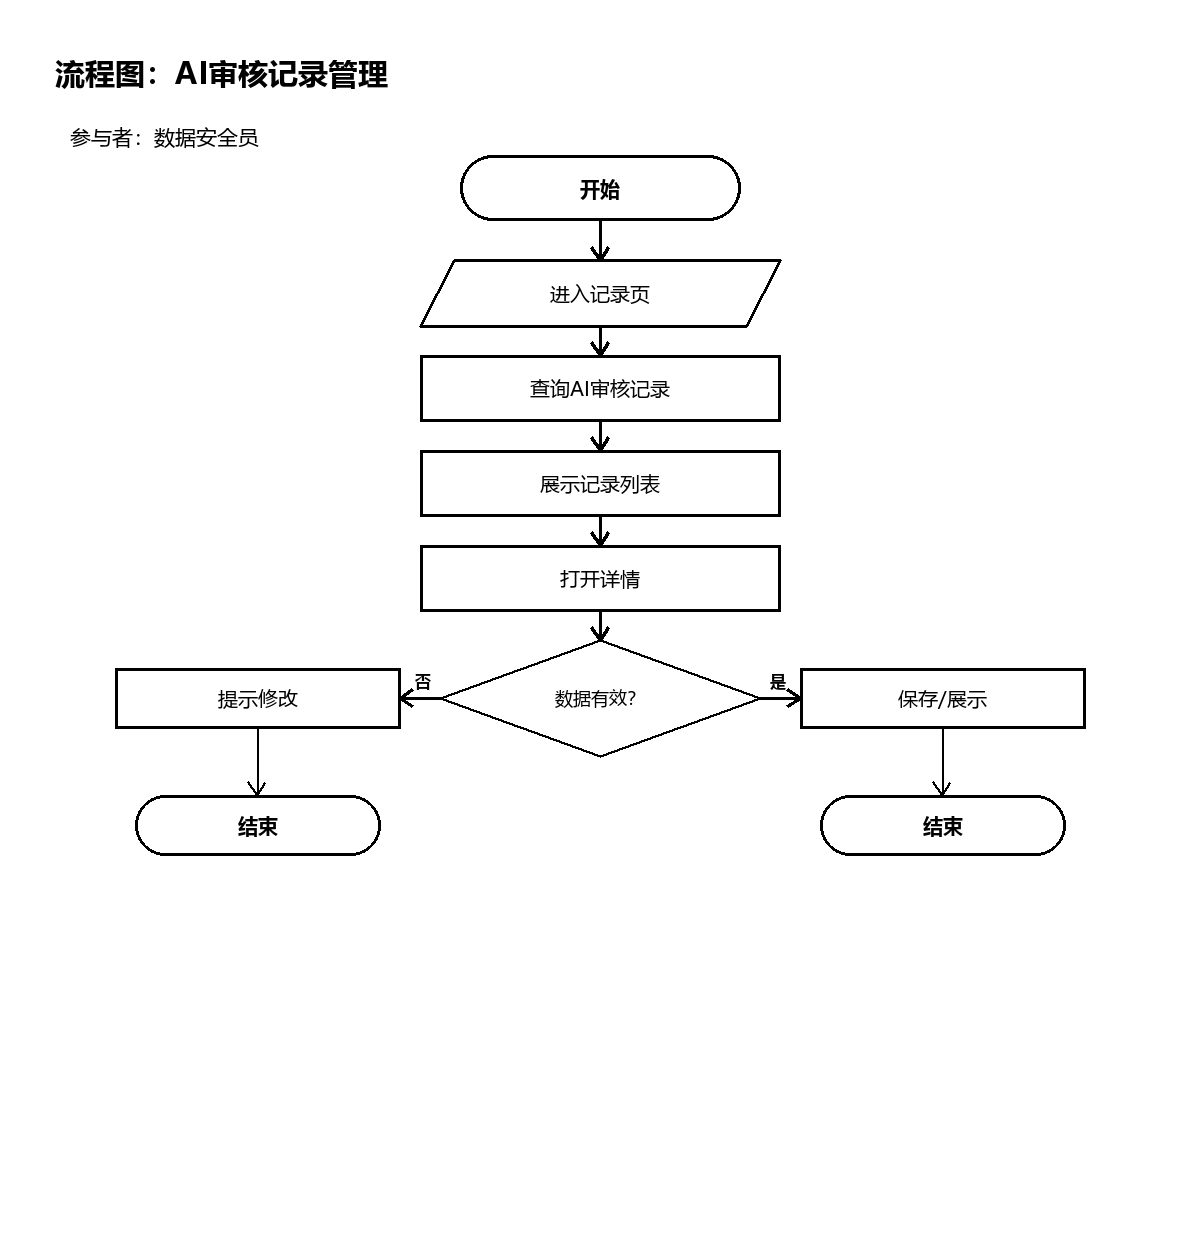 流程图：AI审核记录管理
参与者：数据安全员
开始
进入记录页
查询AI审核记录
展示记录列表
打开详情
否
是
提示修改
数据有效?
保存/展示
结束
结束